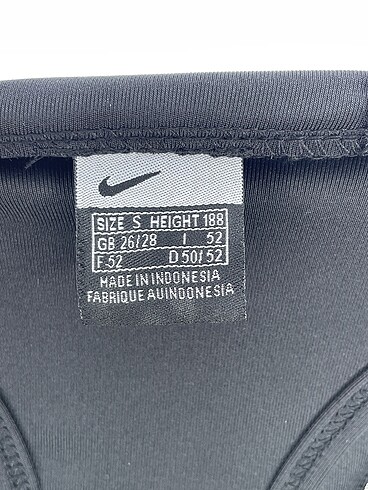 SIZE S HEIGHT 188
GB 26/28 I 52
F 52 D 50/52
MADE IN INDONESIA
FABRIQUE AU INDONESIA